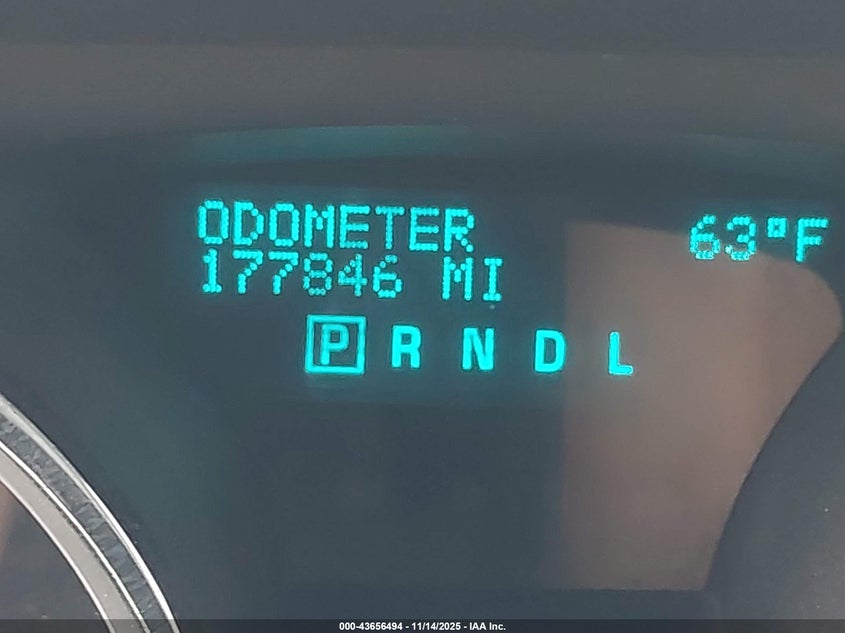 ODOMETER 63°F
177846 MI
P R N D L
000-43656494 - 11/14/2025 - IAA Inc.